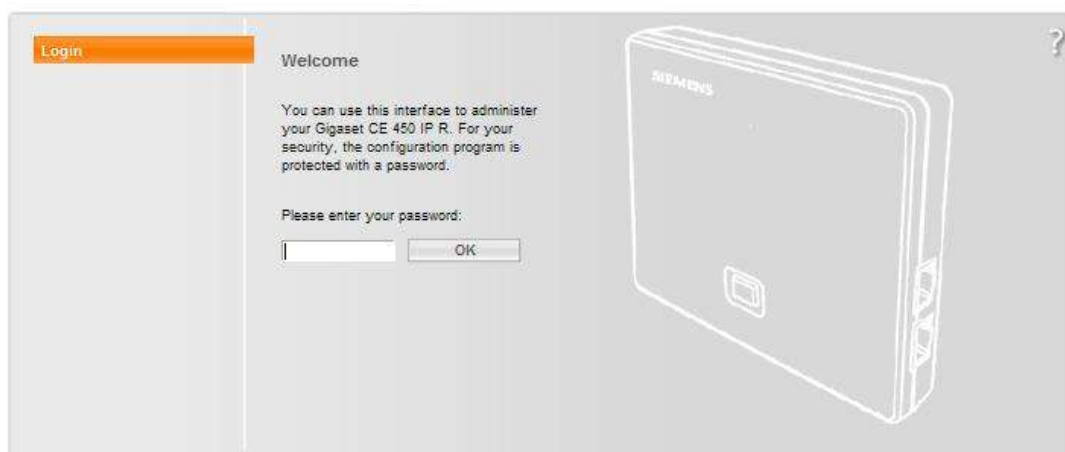 Login
?
Welcome
SIEMENS
You can use this interface to administer
your Gigaset CE 450 IP R. For your
security, the configuration program is
protected with a password.
Please enter your password:
OK